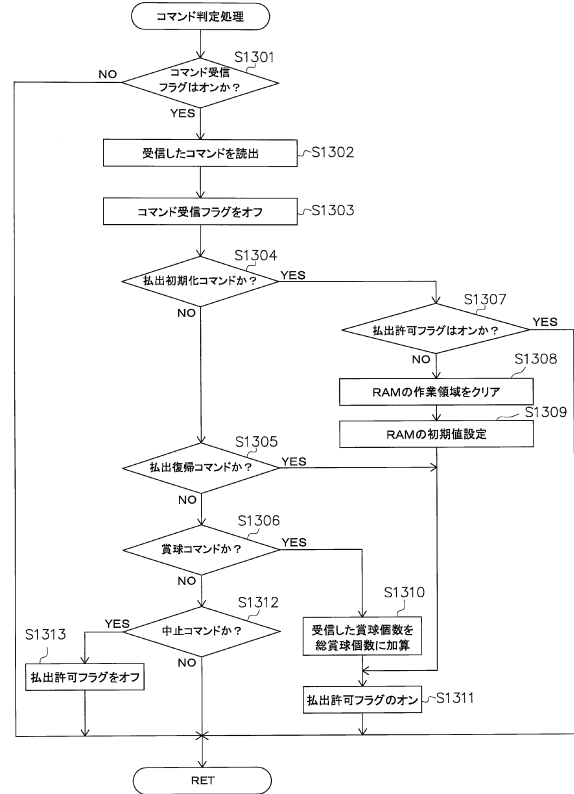 コマンド判定処理
S1301
コマンド受信
フラグはオンか？
NO
YES
受信したコマンドを読出
S1302
コマンド受信フラグをオフ
S1303
S1304
払出初期化コマンドか？
YES
NO
S1307
払出許可フラグはオンか？
YES
NO
S1308
RAMの作業領域をクリア
S1309
RAMの初期値設定
S1305
払出復帰コマンドか？
YES
NO
S1306
賞球コマンドか？
YES
NO
S1310
受信した賞球個数を
総賞球個数に加算
S1312
中止コマンドか？
YES
NO
S1313
払出許可フラグをオフ
払出許可フラグのオン
S1311
RET